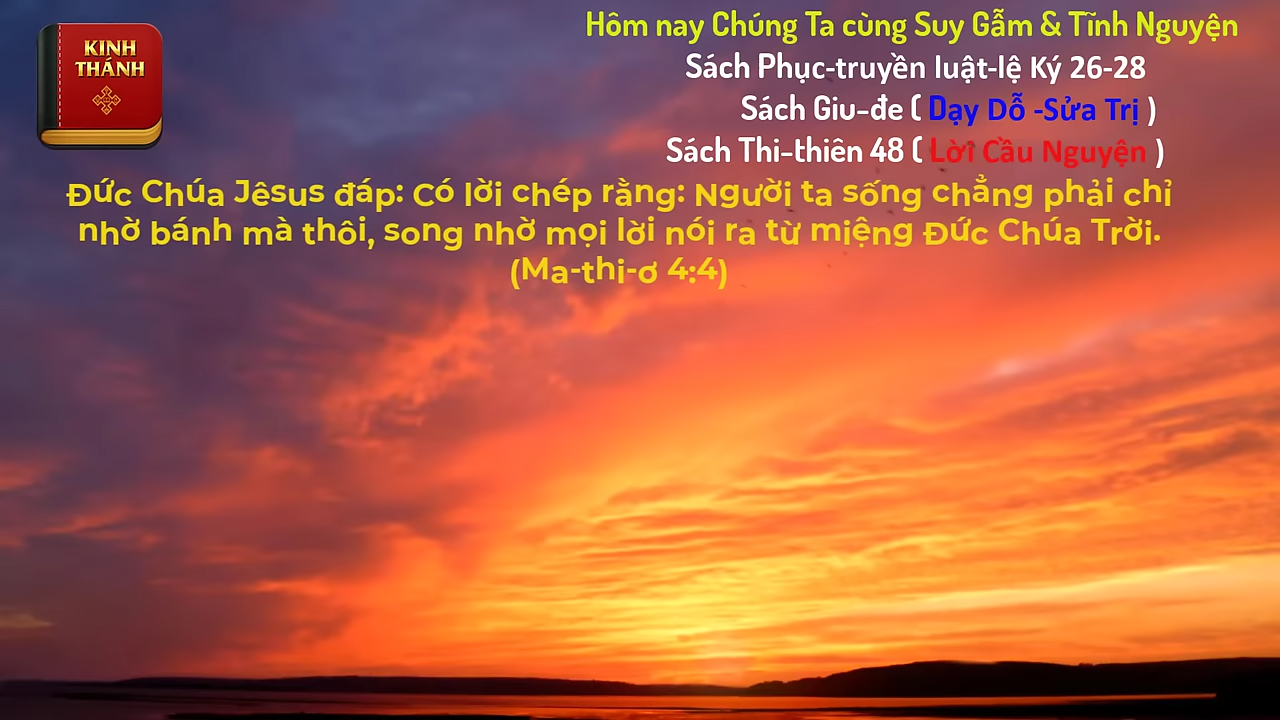 KINH
THÁNH
Hôm nay Chúng Ta cùng Suy Gẫm & Tĩnh Nguyện
Sách Phục-truyền luật-lệ Ký 26-28
Sách Giu-đe ( Dạy Dỗ -Sửa Trị )
Sách Thi-thiên 48 ( Lời Cầu Nguyện )
Đức Chúa Jêsus đáp: Có lời chép rằng: Người ta sống chẳng phải chỉ
nhờ bánh mà thôi, song nhờ mọi lời nói ra từ miệng Đức Chúa Trời.
(Ma-thi-ơ 4:4)